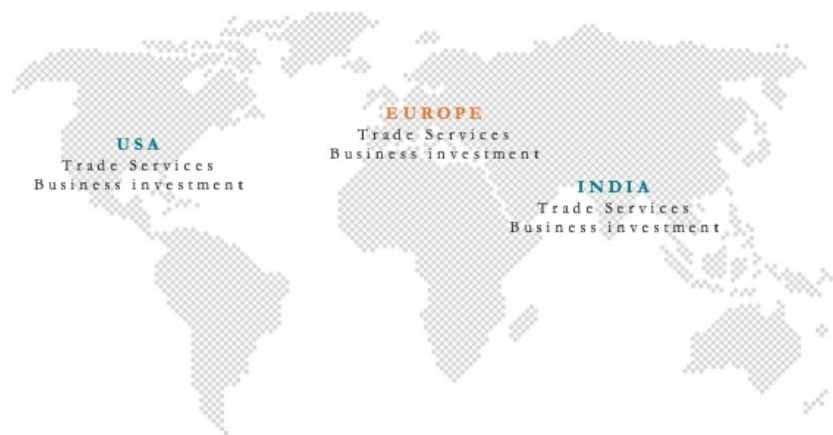 USA
Trade Services
Business investment
EUROPE
Trade Services
Business investment
INDIA
Trade Services
Business investment